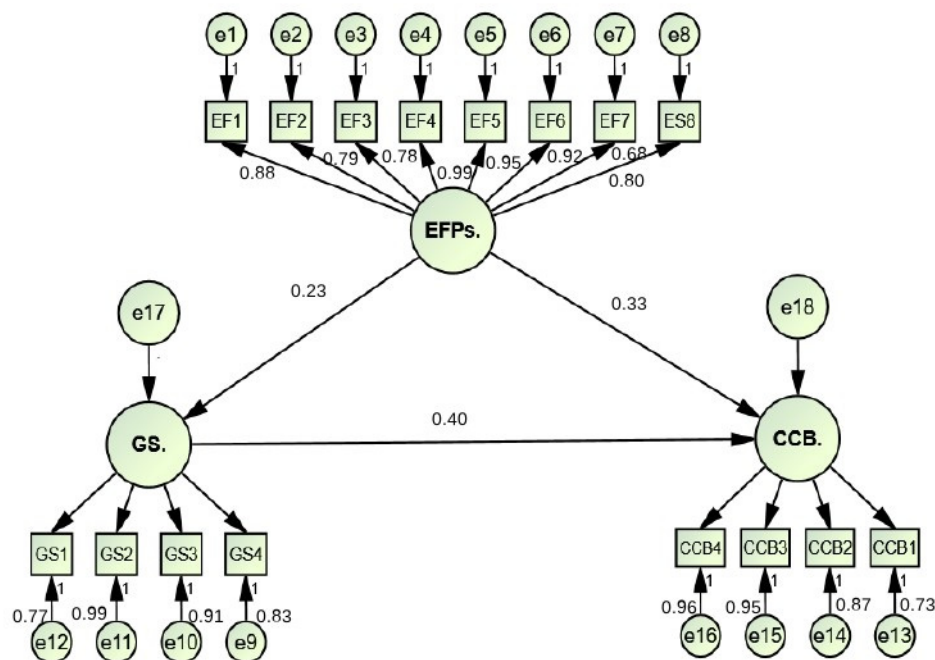 e1 e2 e3 e4 e5 e6 e7 e8
1 1 1 1 1 1 1 1
EF1 EF2 EF3 EF4 EF5 EF6 EF7 ES8
0.88 0.79 0.78 0.99 0.95 0.92 0.68 0.80
EFPs.
0.23 0.33
e17 e18
GS. 0.40 CCB.
GS1 GS2 GS3 GS4 CCB4 CCB3 CCB2 CCB1
1 1 1 1 1 1 1 1
0.77 0.99 0.91 0.83 0.96 0.95 0.87 0.73
e12 e11 e10 e9 e16 e15 e14 e13